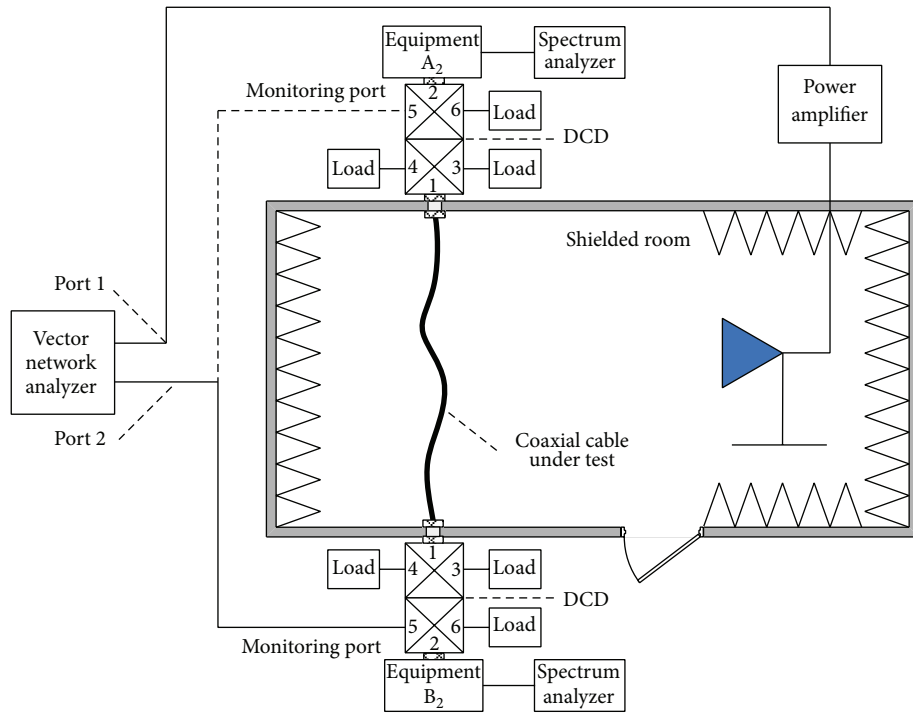 Equipment
A2
Spectrum
analyzer
Monitoring port
2
5
6
Load
Power
amplifier
DCD
Load
4
3
Load
1
Shielded room
Port 1
Vector
network
analyzer
Port 2
Coaxial cable
under test
1
Load
4
3
Load
DCD
5
6
Load
Monitoring port
2
Equipment
B2
Spectrum
analyzer